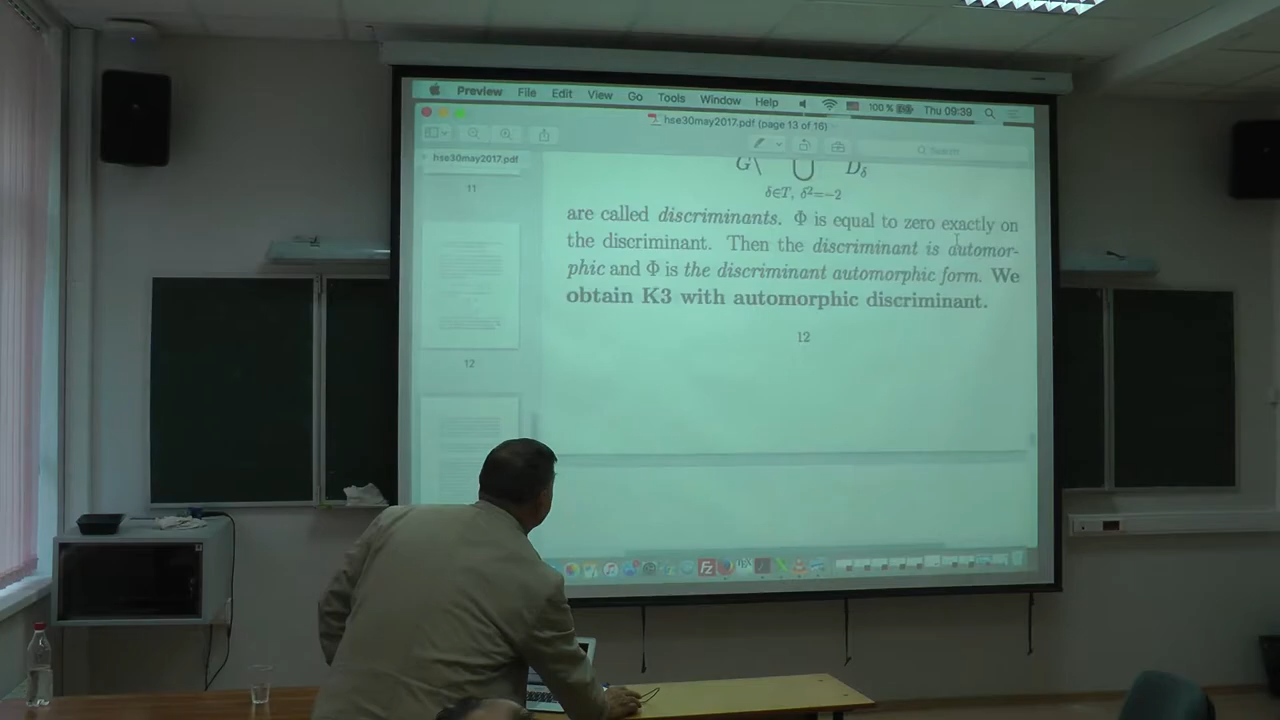 Preview File Edit View Go Tools Window Help 100 % Thu 09:39
hse30may2017.pdf (page 13 of 16)
Search
hse30may2017.pdf
11
12
G\ ⋃ D_δ
δ∈T, δ²=−2
are called discriminants. Φ is equal to zero exactly on
the discriminant. Then the discriminant is automor-
phic and Φ is the discriminant automorphic form. We
obtain K3 with automorphic discriminant.
12
FZ